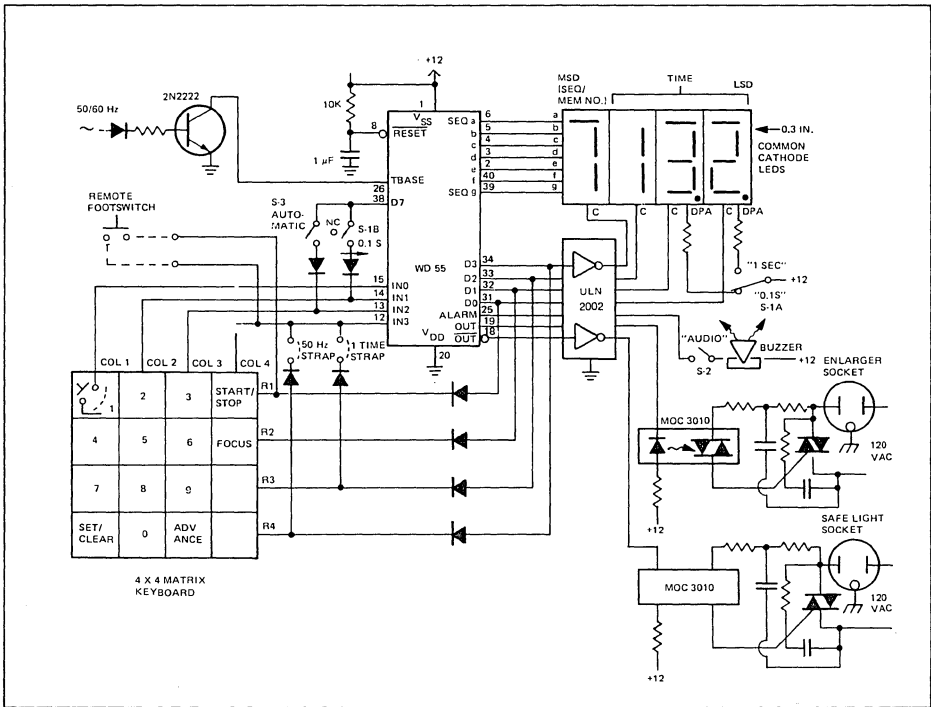 +12
50/60 Hz
2N2222
10K
8
1 µF
1
VSS
RESET
TBASE
26
38
D7
WD 55
SEQ a
SEQ g
6
5
4
3
2
40
39
a
b
c
d
e
f
g
MSD
(SEQ/
MEM NO.)
TIME
LSD
0.3 IN.
COMMON
CATHODE
LEDS
C
C
C
DPA
C
DPA
REMOTE
FOOTSWITCH
S-3
AUTO-
MATIC
NC
S-1B
0.1 S
15
14
13
12
IN0
IN1
IN2
IN3
VDD
20
D3
D2
D1
D0
ALARM
OUT
OUT
34
33
32
31
25
19
18
ULN
2002
"1 SEC"
+12
"0.1S"
S-1A
"AUDIO"
S-2
BUZZER
+12
50 Hz
STRAP
1 TIME
STRAP
COL 1
COL 2
COL 3
COL 4
1
2
3
START/
STOP
R1
4
5
6
FOCUS
R2
7
8
9
R3
SET/
CLEAR
0
ADV
ANCE
R4
4 X 4 MATRIX
KEYBOARD
MOC 3010
+12
ENLARGER
SOCKET
120
VAC
MOC 3010
+12
SAFE LIGHT
SOCKET
120
VAC